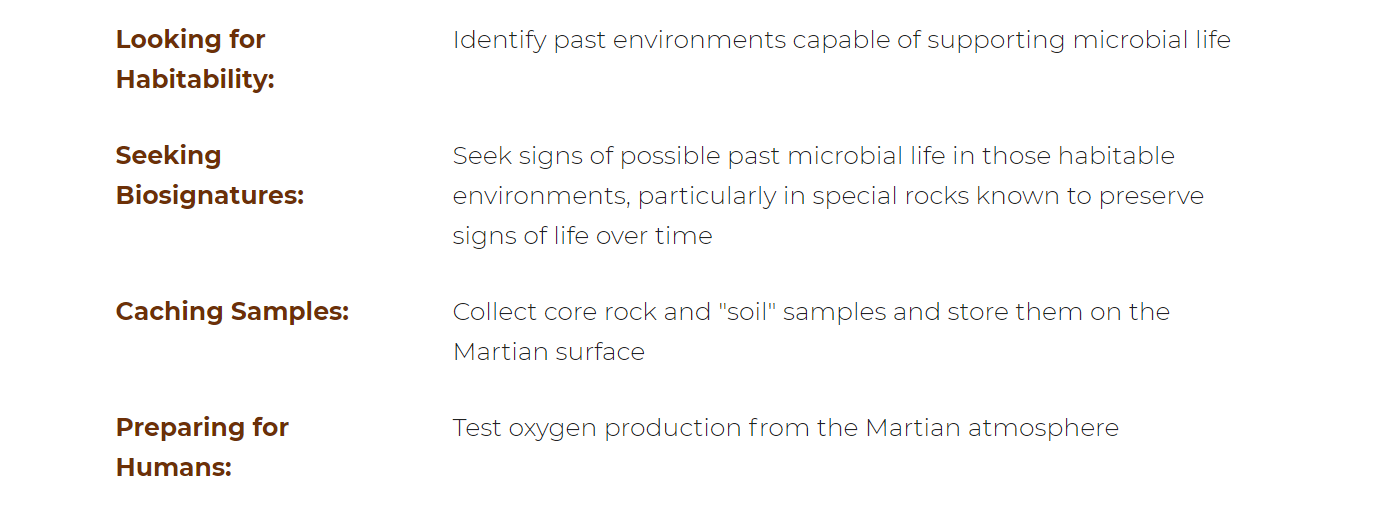 Looking for
Habitability:
Identify past environments capable of supporting microbial life
Seeking
Biosignatures:
Seek signs of possible past microbial life in those habitable
environments, particularly in special rocks known to preserve
signs of life over time
Caching Samples:
Collect core rock and "soil" samples and store them on the
Martian surface
Preparing for
Humans:
Test oxygen production from the Martian atmosphere